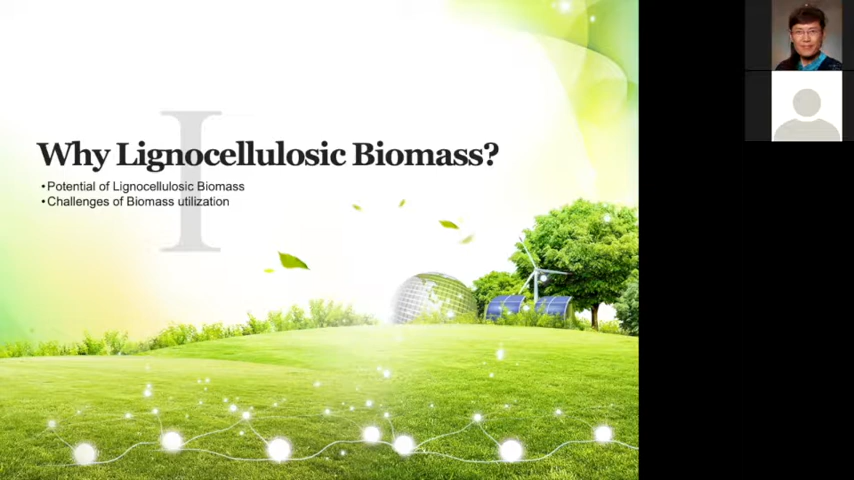 I
Why Lignocellulosic Biomass?
•Potential of Lignocellulosic Biomass
•Challenges of Biomass utilization